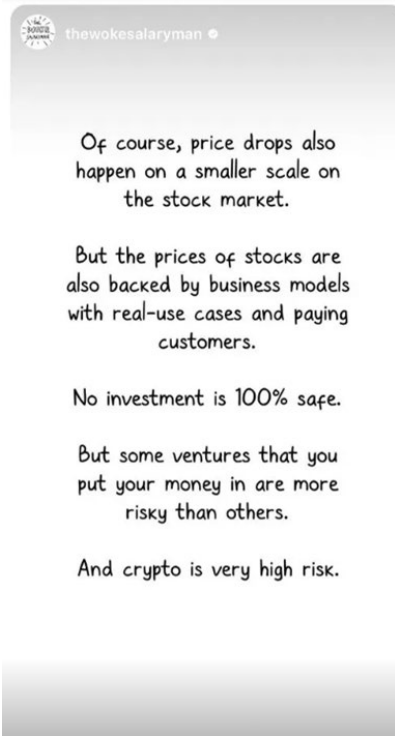 thewokesalaryman
Of course, price drops also
happen on a smaller scale on
the stock market.
But the prices of stocks are
also backed by business models
with real-use cases and paying
customers.
No investment is 100% safe.
But some ventures that you
put your money in are more
risky than others.
And crypto is very high risk.